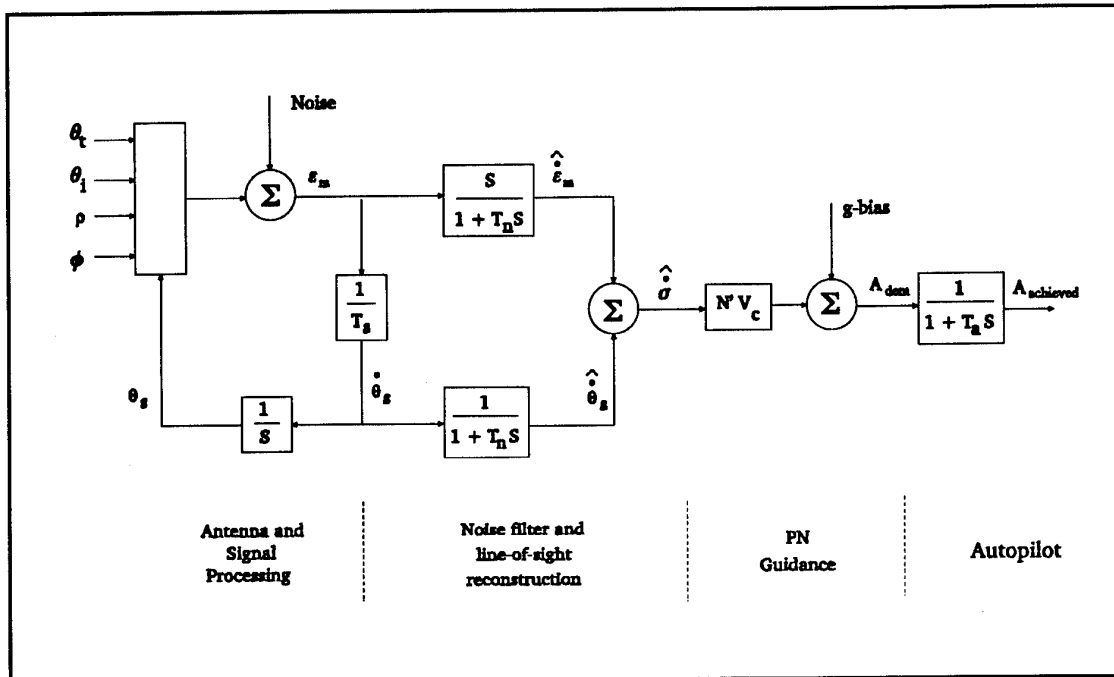 Noise
θt
θi
ρ
ϕ
Σ
εm
S
1 + TnS
ε̇̂m
1
Ts
θs
1
S
θ̇s
1
1 + TnS
θ̇̂s
Σ
σ̇̂
N' Vc
g-bias
Σ
Adem
1
1 + TaS
Aachieved
Antenna and
Signal
Processing
Noise filter and
line-of-sight
reconstruction
PN
Guidance
Autopilot